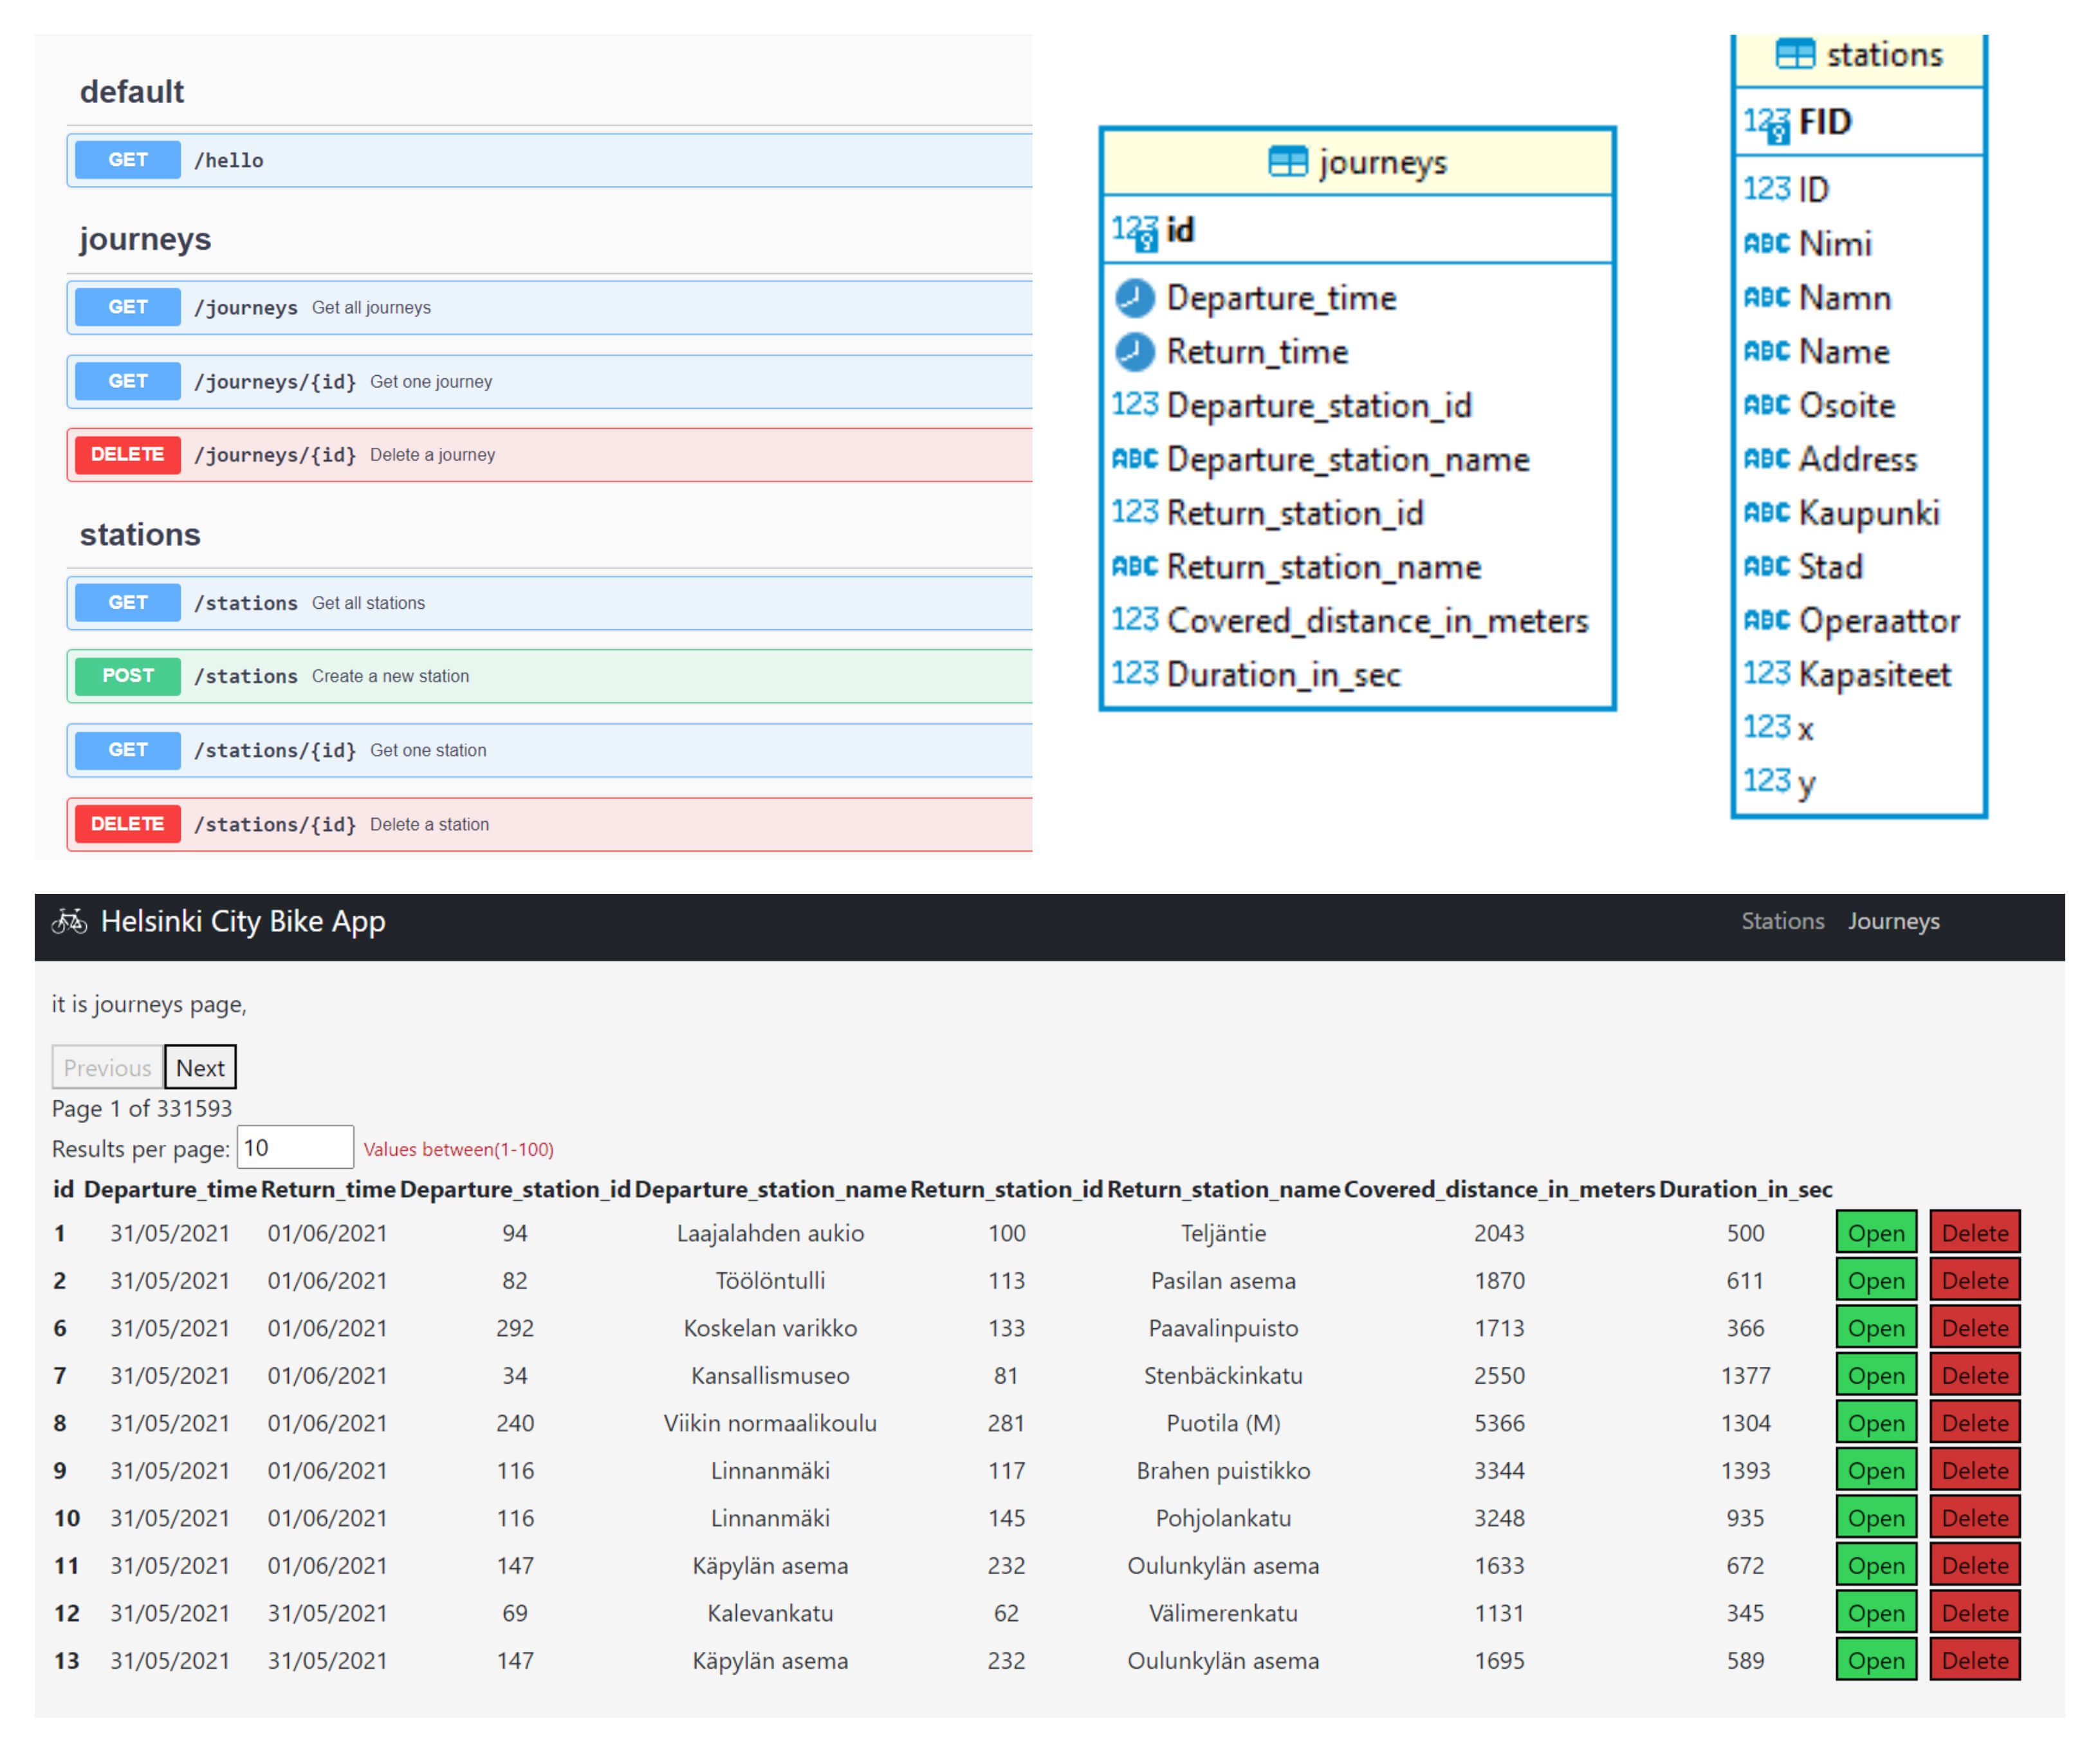 default
GET /hello
journeys
GET /journeys Get all journeys
GET /journeys/{id} Get one journey
DELETE /journeys/{id} Delete a journey
stations
GET /stations Get all stations
POST /stations Create a new station
GET /stations/{id} Get one station
DELETE /stations/{id} Delete a station
journeys
123 id
Departure_time
Return_time
123 Departure_station_id
ABC Departure_station_name
123 Return_station_id
ABC Return_station_name
123 Covered_distance_in_meters
123 Duration_in_sec
stations
123 FID
123 ID
ABC Nimi
ABC Namn
ABC Name
ABC Osoite
ABC Address
ABC Kaupunki
ABC Stad
ABC Operaattor
123 Kapasiteet
123 x
123 y
Helsinki City Bike App Stations Journeys
it is journeys page,
Previous Next
Page 1 of 331593
Results per page: 10 Values between(1-100)
id Departure_time Return_time Departure_station_id Departure_station_name Return_station_id Return_station_name Covered_distance_in_meters Duration_in_sec
1 31/05/2021 01/06/2021 94 Laajalahden aukio 100 Teljäntie 2043 500 Open Delete
2 31/05/2021 01/06/2021 82 Töölöntulli 113 Pasilan asema 1870 611 Open Delete
6 31/05/2021 01/06/2021 292 Koskelan varikko 133 Paavalinpuisto 1713 366 Open Delete
7 31/05/2021 01/06/2021 34 Kansallismuseo 81 Stenbäckinkatu 2550 1377 Open Delete
8 31/05/2021 01/06/2021 240 Viikin normaalikoulu 281 Puotila (M) 5366 1304 Open Delete
9 31/05/2021 01/06/2021 116 Linnanmäki 117 Brahen puistikko 3344 1393 Open Delete
10 31/05/2021 01/06/2021 116 Linnanmäki 145 Pohjolankatu 3248 935 Open Delete
11 31/05/2021 01/06/2021 147 Käpylän asema 232 Oulunkylän asema 1633 672 Open Delete
12 31/05/2021 31/05/2021 69 Kalevankatu 62 Välimerenkatu 1131 345 Open Delete
13 31/05/2021 31/05/2021 147 Käpylän asema 232 Oulunkylän asema 1695 589 Open Delete